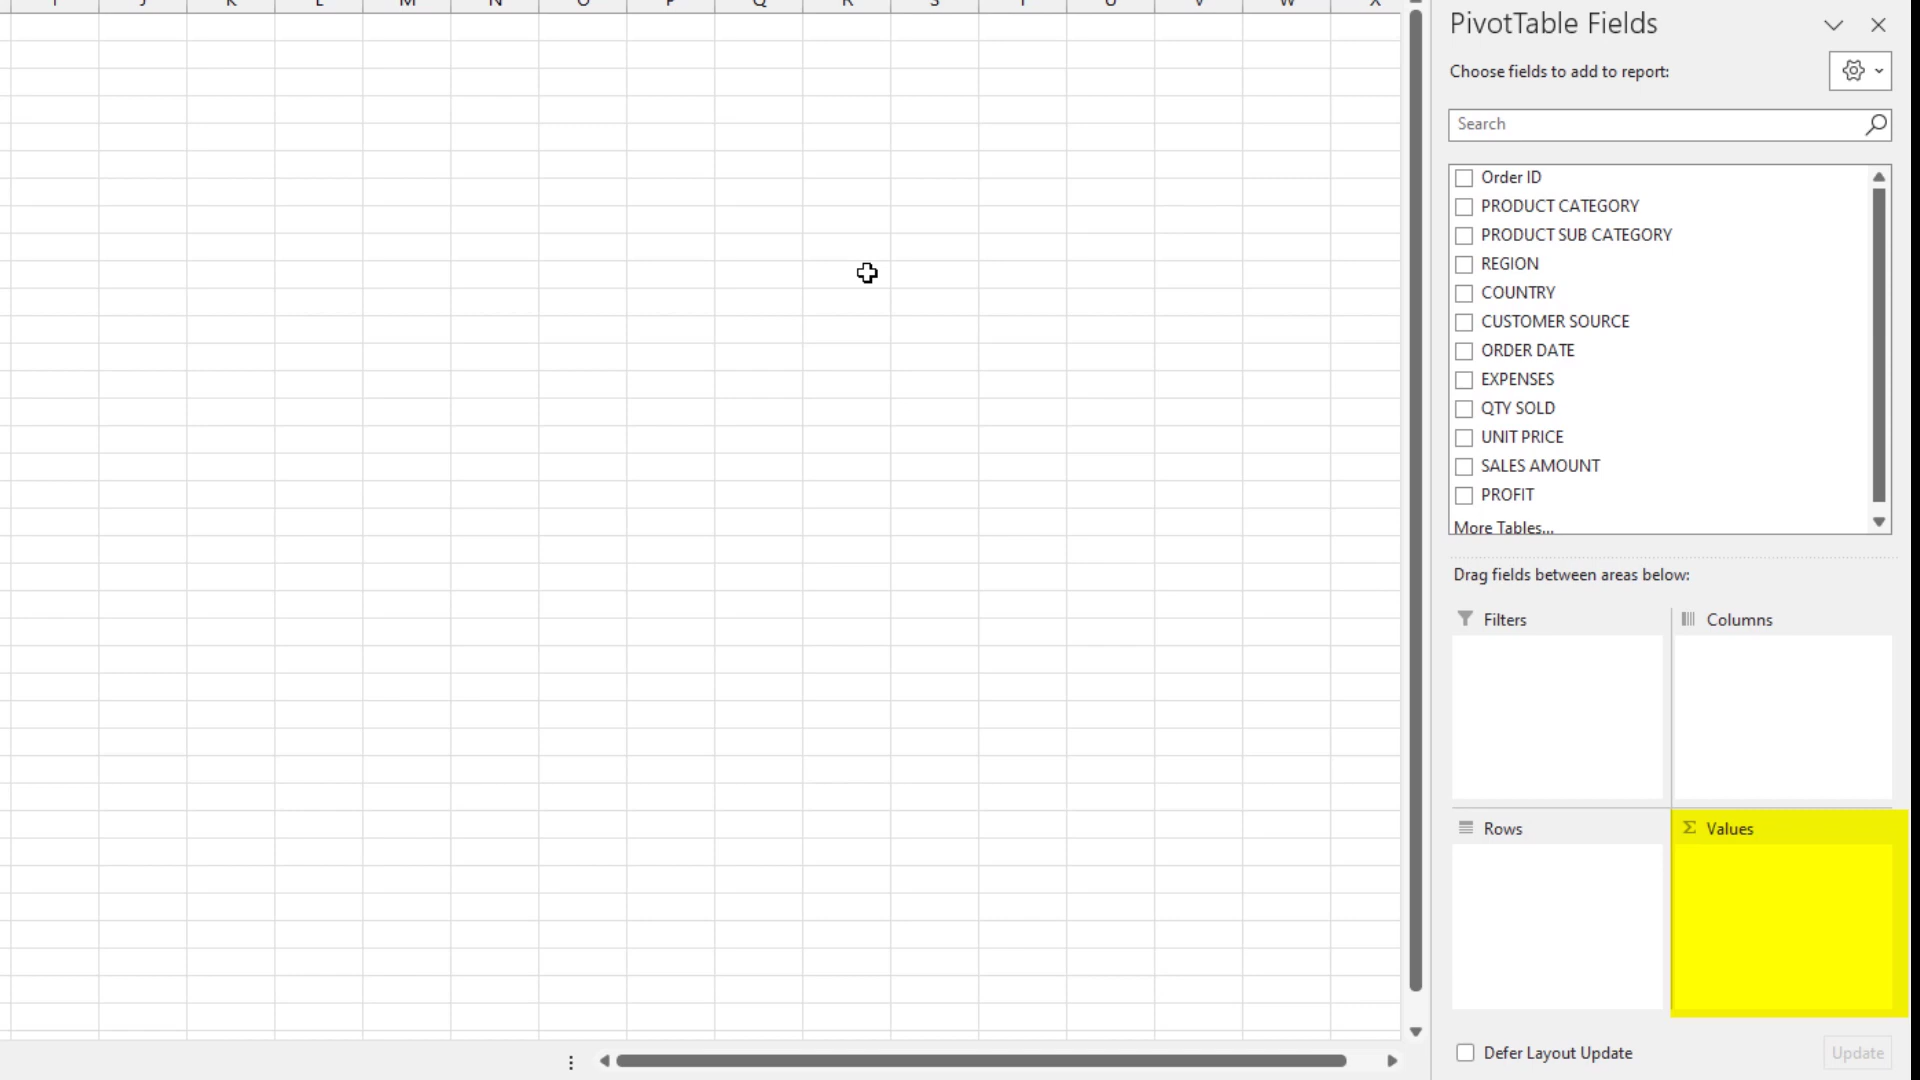 J K L M N O P Q R S T U V W X
PivotTable Fields
Choose fields to add to report:
Search
Order ID
PRODUCT CATEGORY
PRODUCT SUB CATEGORY
REGION
COUNTRY
CUSTOMER SOURCE
ORDER DATE
EXPENSES
QTY SOLD
UNIT PRICE
SALES AMOUNT
PROFIT
More Tables...
Drag fields between areas below:
Filters
Columns
Rows
Σ Values
Defer Layout Update
Update